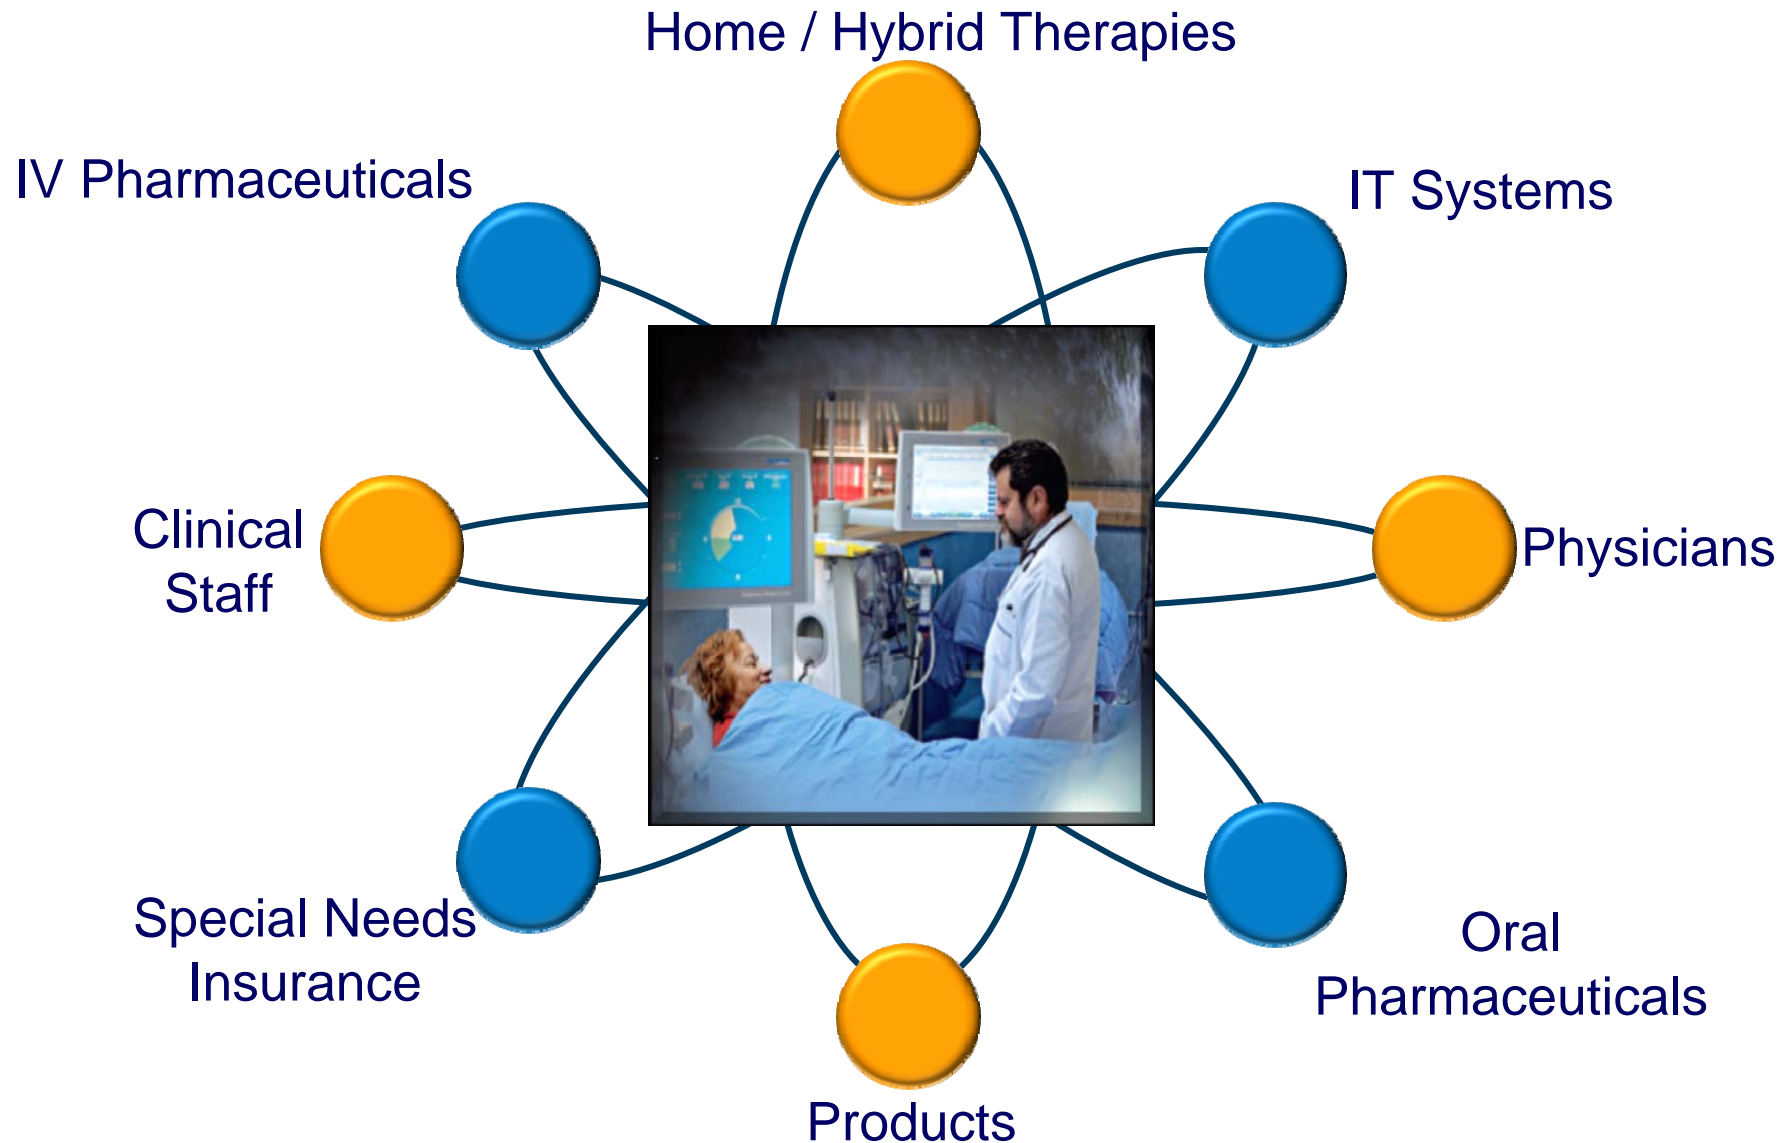 Home / Hybrid Therapies
IV Pharmaceuticals
IT Systems
Clinical
Staff
Physicians
Special Needs
Insurance
Oral
Pharmaceuticals
Products